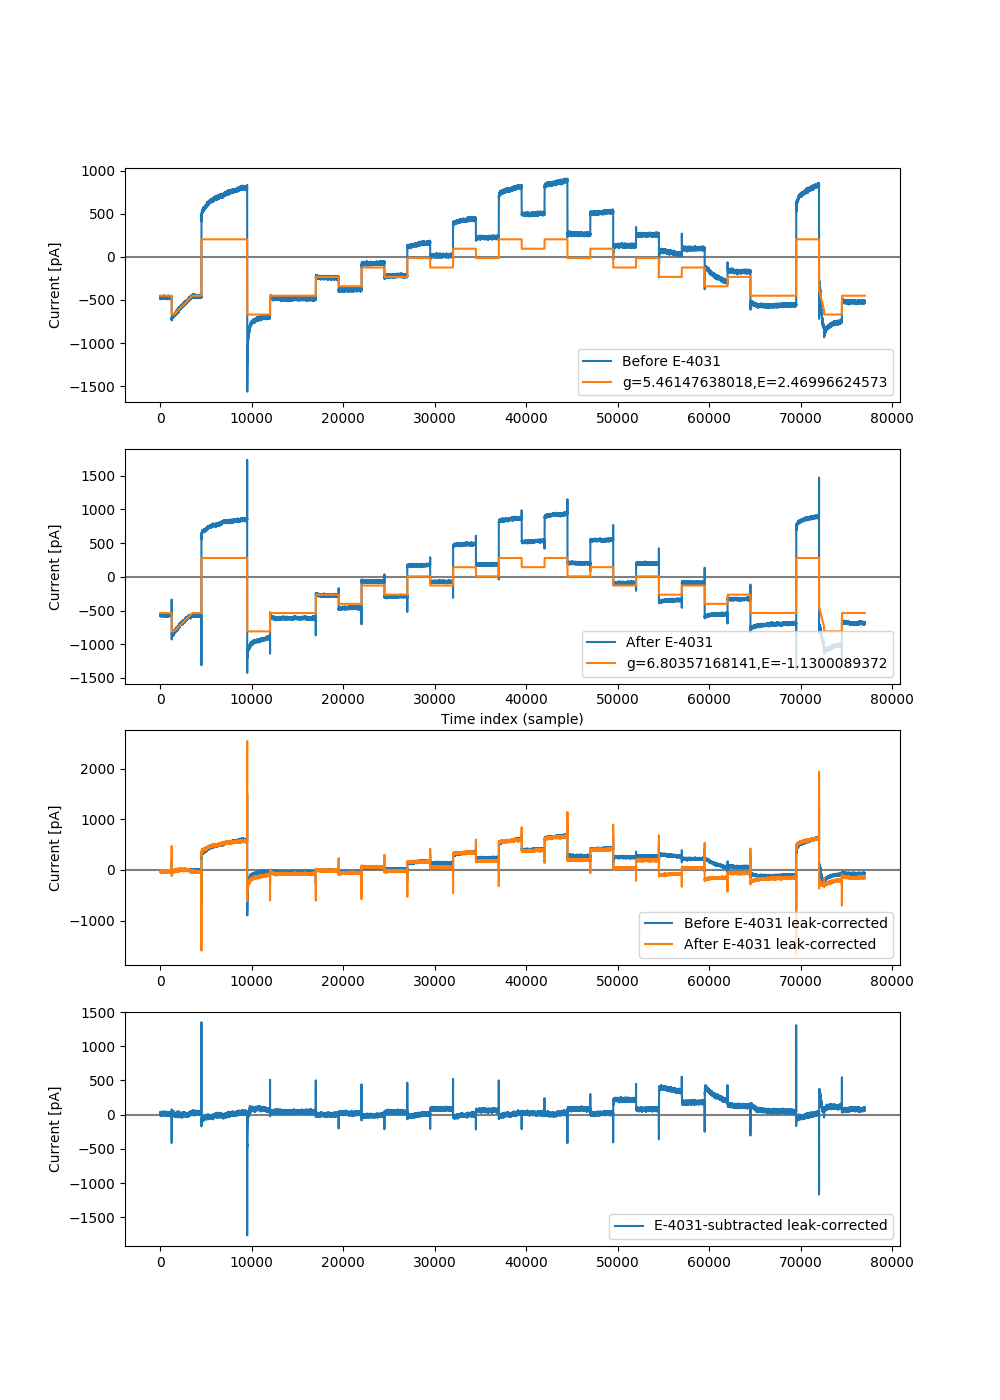 1000
500
0
−500
−1000
−1500
Current [pA]
Before E-4031
g=5.46147638018,E=2.46996624573
0 10000 20000 30000 40000 50000 60000 70000 80000
1500
1000
500
0
−500
−1000
−1500
Current [pA]
After E-4031
g=6.80357168141,E=-1.1300089372
0 10000 20000 30000 40000 50000 60000 70000 80000
Time index (sample)
2000
1000
0
−1000
Current [pA]
Before E-4031 leak-corrected
After E-4031 leak-corrected
0 10000 20000 30000 40000 50000 60000 70000 80000
1500
1000
500
0
−500
−1000
−1500
Current [pA]
E-4031-subtracted leak-corrected
0 10000 20000 30000 40000 50000 60000 70000 80000